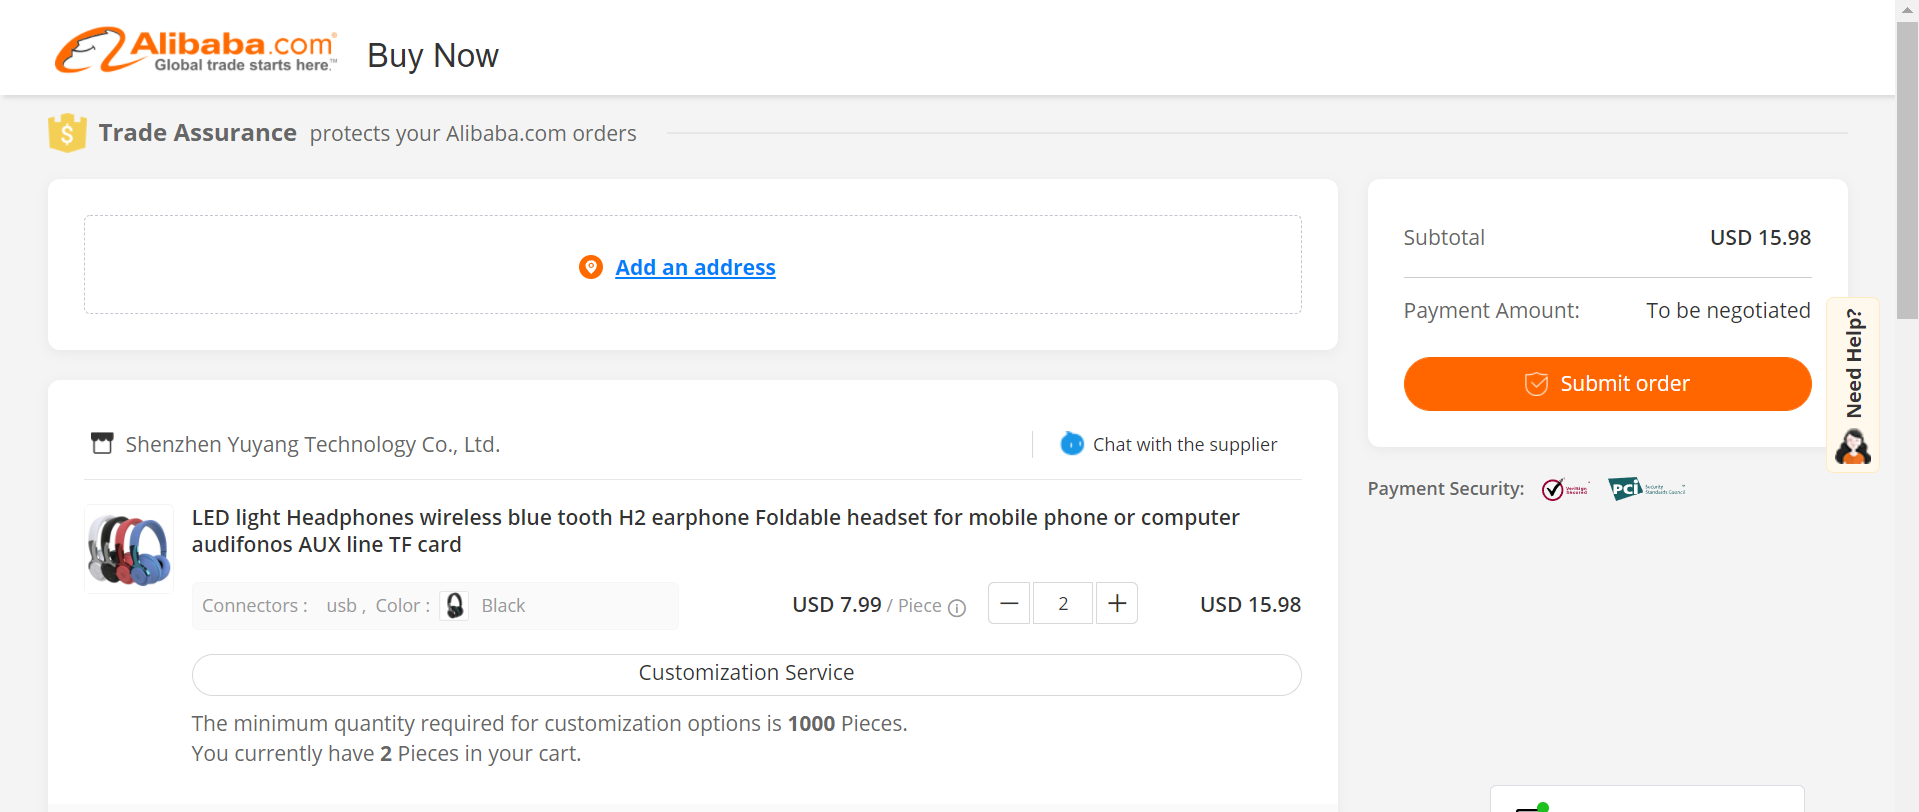 Alibaba.com
Global trade starts here.™
Buy Now
Trade Assurance protects your Alibaba.com orders
Add an address
Subtotal USD 15.98
Payment Amount: To be negotiated
Submit order
Need Help?
Payment Security: VeriSign Secured PCI Security Standards Council
Shenzhen Yuyang Technology Co., Ltd. Chat with the supplier
LED light Headphones wireless blue tooth H2 earphone Foldable headset for mobile phone or computer
audifonos AUX line TF card
Connectors : usb , Color : Black USD 7.99 / Piece 2 USD 15.98
Customization Service
The minimum quantity required for customization options is 1000 Pieces.
You currently have 2 Pieces in your cart.